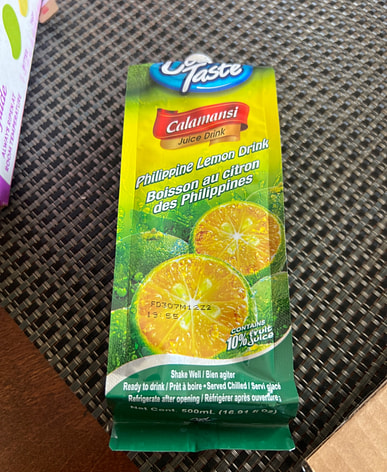 Taste
Calamansi
Juice Drink
Philippine Lemon Drink
Boisson au citron
des Philippines
FD307M1222
19:55
CONTAINS
10% fruit
juice
Shake Well / Bien agiter
Ready to drink / Prêt à boire • Served Chilled / Servi glacé
Refrigerate after opening / Réfrigérer après ouverture
Net Cont. 500mL (16.91 fl oz)